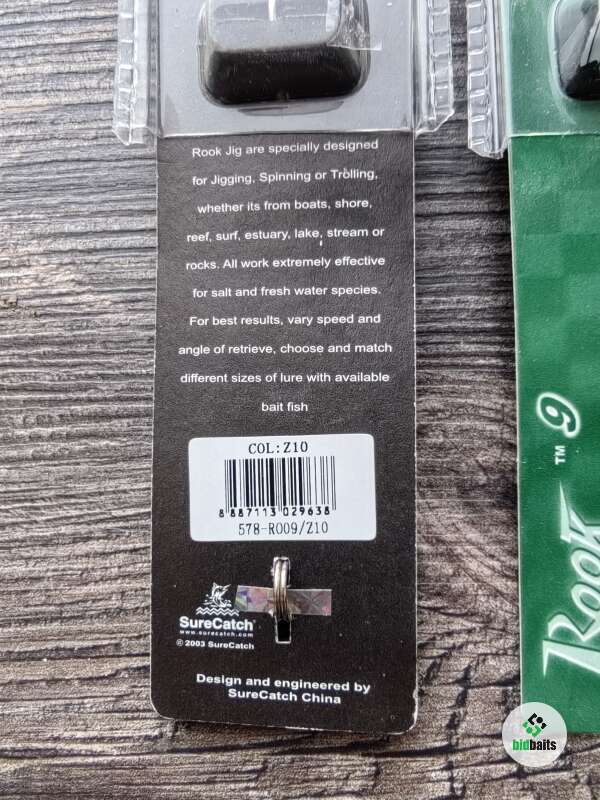 Rook Jig are specially designed
for Jigging, Spinning or Trolling,
whether its from boats, shore,
reef, surf, estuary, lake, stream or
rocks. All work extremely effective
for salt and fresh water species.
For best results, vary speed and
angle of retrieve, choose and match
different sizes of lure with available
bait fish
COL:Z10
8 887113 029638
578-R009/Z10
SureCatch
www.surecatch.com
© 2003 SureCatch
Design and engineered by
SureCatch China
Rook™ 9
bidbaits